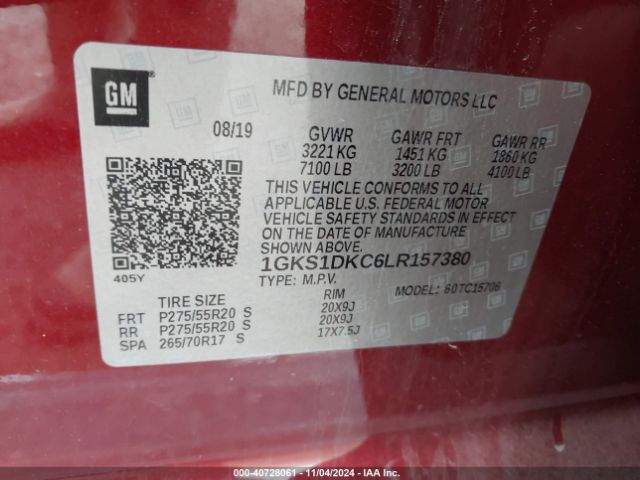 GM
MFD BY GENERAL MOTORS LLC
08/19 GVWR GAWR FRT GAWR RR
3221 KG 1451 KG 1860 KG
7100 LB 3200 LB 4100 LB
THIS VEHICLE CONFORMS TO ALL
APPLICABLE U.S. FEDERAL MOTOR
VEHICLE SAFETY STANDARDS IN EFFECT
ON THE DATE OF MANUFACTURE
SHOWN ABOVE.
1GKS1DKC6LR157380
405Y TYPE: M.P.V. MODEL: 60TC15706
TIRE SIZE RIM
FRT P275/55R20 S 20X9J
RR P275/55R20 S 20X9J
SPA 265/70R17 S 17X7.5J
000-40728061 - 11/04/2024 - IAA Inc.